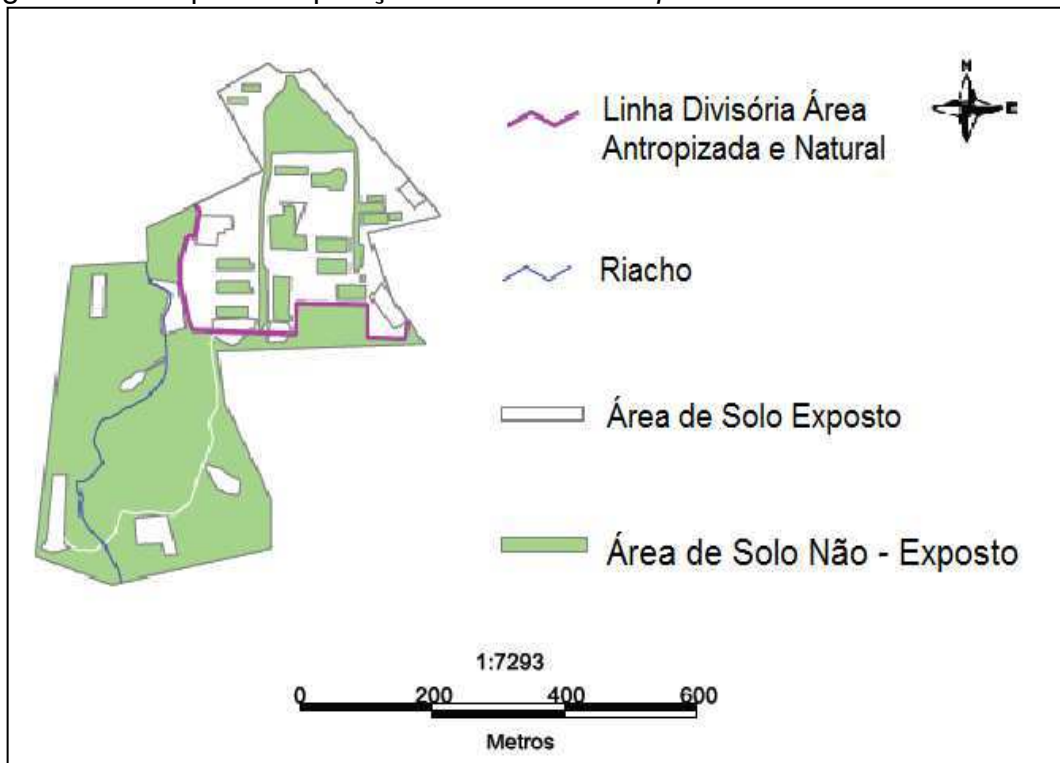 N
E
Linha Divisória Área
Antropizada e Natural
Riacho
Área de Solo Exposto
Área de Solo Não - Exposto
1:7293
0 200 400 600
Metros